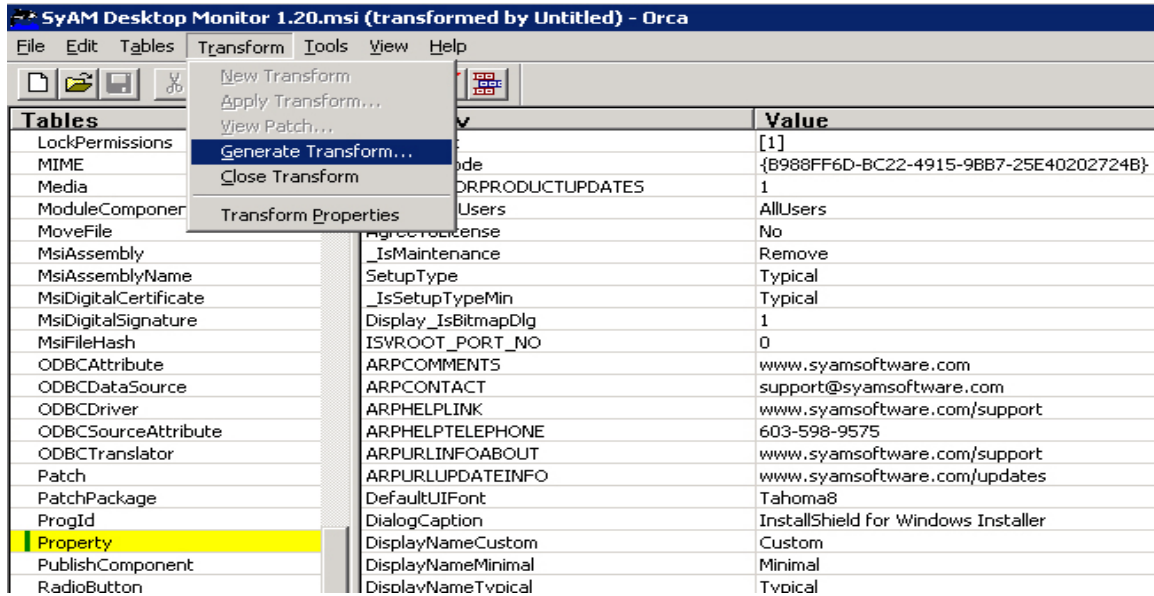 SyAM Desktop Monitor 1.20.msi (transformed by Untitled) - Orca
File Edit Tables Transform Tools View Help
New Transform
Apply Transform...
View Patch...
Generate Transform...
Close Transform
Transform Properties
Tables Value
LockPermissions [1]
MIME {B988FF6D-BC22-4915-9BB7-25E40202724B}
Media ORPRODUCTUPDATES 1
ModuleComponen Users AllUsers
MoveFile AgreeToLicense No
MsiAssembly _IsMaintenance Remove
MsiAssemblyName SetupType Typical
MsiDigitalCertificate _IsSetupTypeMin Typical
MsiDigitalSignature Display_IsBitmapDlg 1
MsiFileHash ISVROOT_PORT_NO 0
ODBCAttribute ARPCOMMENTS www.syamsoftware.com
ODBCDataSource ARPCONTACT support@syamsoftware.com
ODBCDriver ARPHELPLINK www.syamsoftware.com/support
ODBCSourceAttribute ARPHELPTELEPHONE 603-598-9575
ODBCTranslator ARPURLINFOABOUT www.syamsoftware.com/support
Patch ARPURLUPDATEINFO www.syamsoftware.com/updates
PatchPackage DefaultUIFont Tahoma8
ProgId DialogCaption InstallShield for Windows Installer
Property DisplayNameCustom Custom
PublishComponent DisplayNameMinimal Minimal
RadioButton DisplayNameTypical Typical